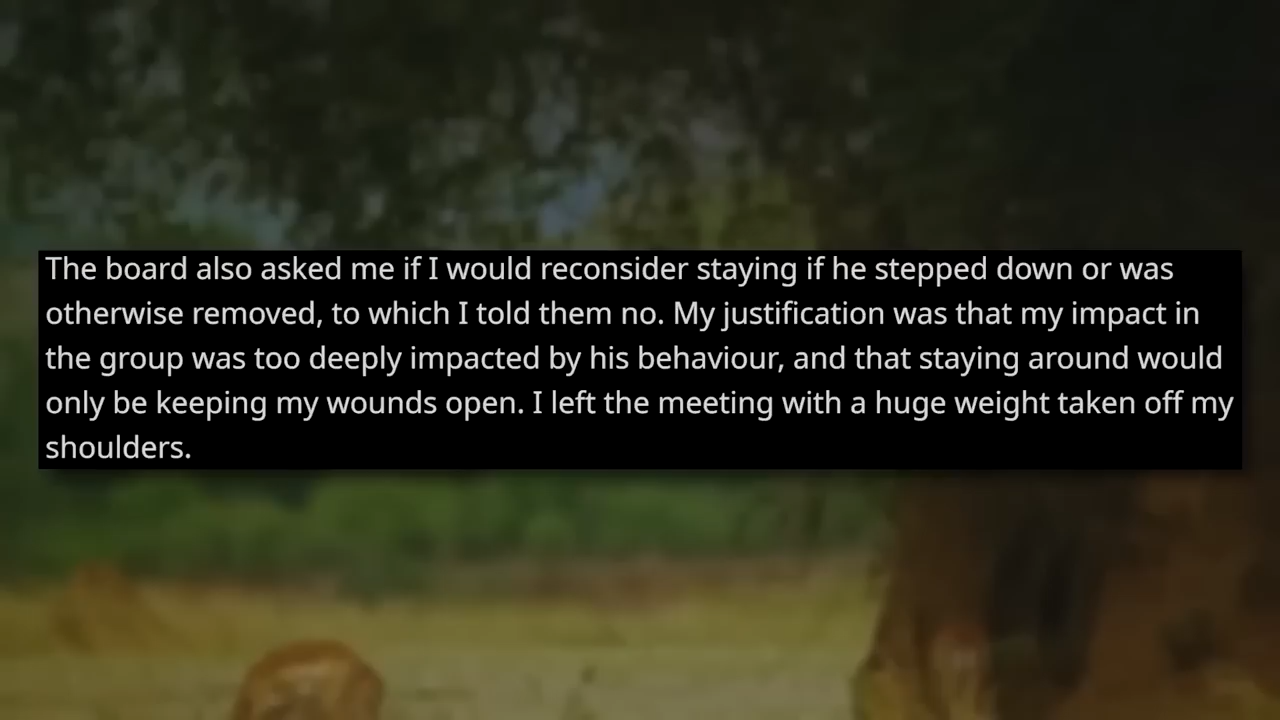 The board also asked me if I would reconsider staying if he stepped down or was
otherwise removed, to which I told them no. My justification was that my impact in
the group was too deeply impacted by his behaviour, and that staying around would
only be keeping my wounds open. I left the meeting with a huge weight taken off my
shoulders.